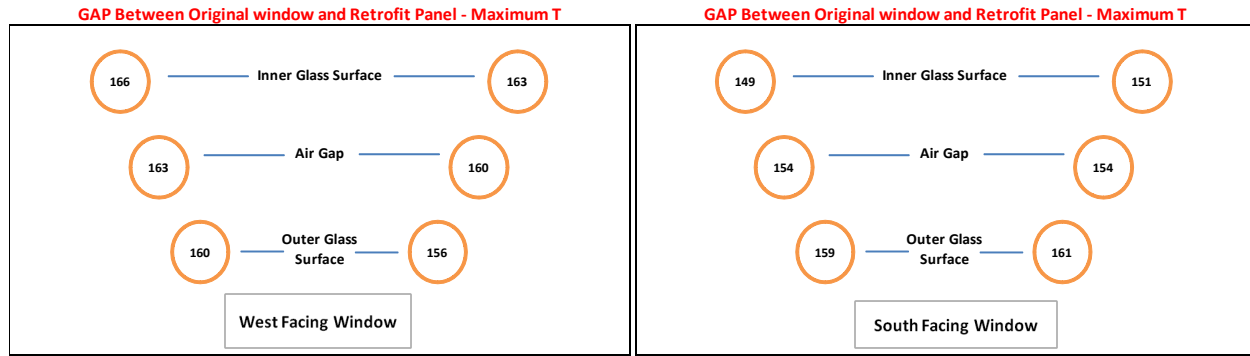 GAP Between Original window and Retrofit Panel - Maximum T
166 Inner Glass Surface 163
163 Air Gap 160
160 Outer Glass Surface 156
West Facing Window
GAP Between Original window and Retrofit Panel - Maximum T
149 Inner Glass Surface 151
154 Air Gap 154
159 Outer Glass Surface 161
South Facing Window